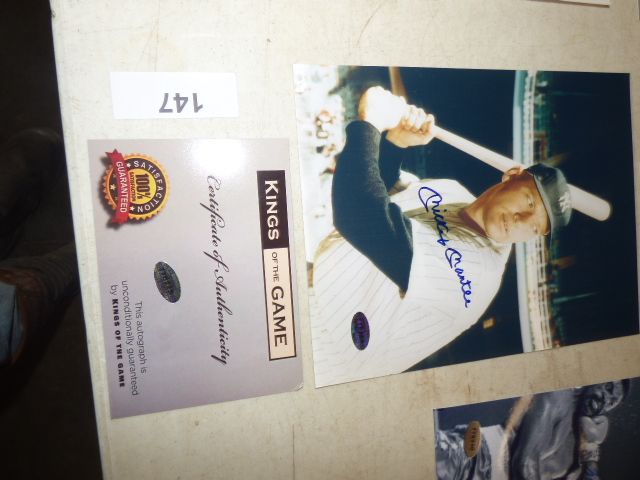 147
KINGS OF THE GAME
Certificate of Authenticity
This autograph is
unconditionally guaranteed
by KINGS OF THE GAME
SATISFACTION
100%
GUARANTEED
Mickey Mantle